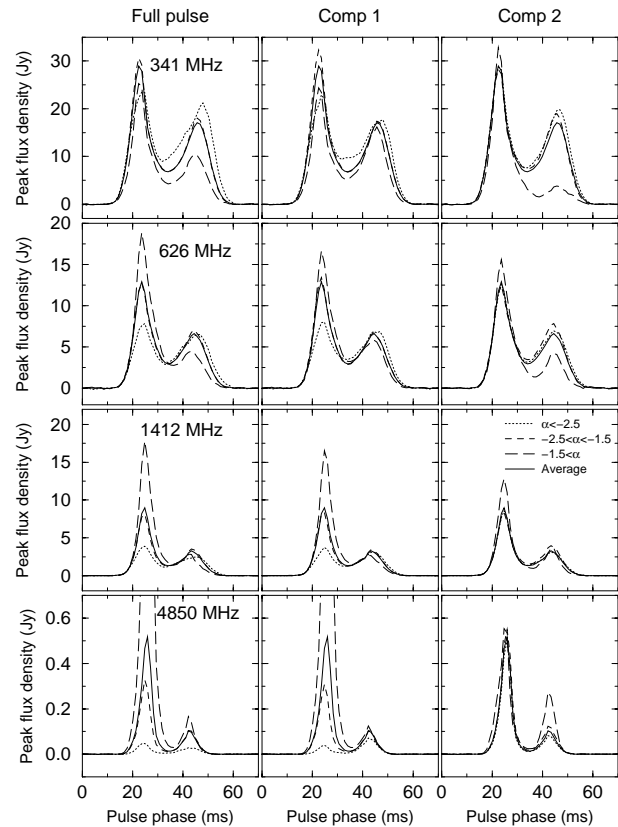 Full pulse Comp 1 Comp 2
Peak flux density (Jy)
30
20
10
0
341 MHz
Peak flux density (Jy)
20
15
10
5
0
626 MHz
Peak flux density (Jy)
20
15
10
5
0
1412 MHz
α<−2.5
−2.5<α<−1.5
−1.5<α
Average
Peak flux density (Jy)
0.6
0.4
0.2
0.0
4850 MHz
0 20 40 60 0 20 40 60 0 20 40 60
Pulse phase (ms) Pulse phase (ms) Pulse phase (ms)